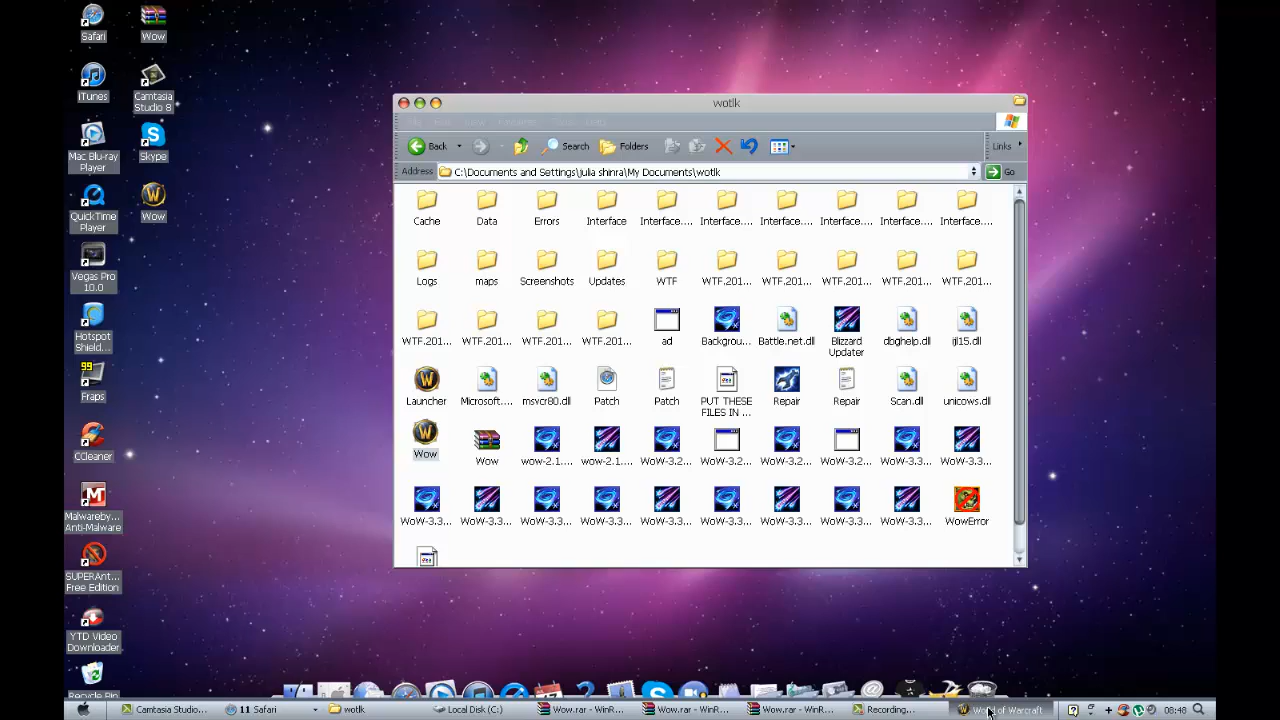 Safari
Wow
iTunes
Camtasia
Studio 8
Mac Blu-ray
Player
Skype
QuickTime
Player
Wow
Vegas Pro
10.0
Hotspot
Shield...
99
Fraps
CCleaner
Malwareby...
Anti-Malware
SUPERAnt...
Free Edition
YTD Video
Downloader
Recycle Bin
wotlk
Back
Search
Folders
Links
Address
C:\Documents and Settings\julia shinra\My Documents\wotlk
Go
Cache
Data
Errors
Interface
Interface....
Interface....
Interface....
Interface....
Interface....
Interface....
Logs
maps
Screenshots
Updates
WTF
WTF.201...
WTF.201...
WTF.201...
WTF.201...
WTF.201...
WTF.201...
WTF.201...
WTF.201...
WTF.201...
ad
Backgrou...
Battle.net.dll
Blizzard
Updater
dbghelp.dll
ijl15.dll
Launcher
Microsoft....
msvcr80.dll
Patch
Patch
PUT THESE
FILES IN ...
Repair
Repair
Scan.dll
unicows.dll
Wow
Wow
wow-2.1....
wow-2.1....
WoW-3.2...
WoW-3.2...
WoW-3.2...
WoW-3.2...
WoW-3.3...
WoW-3.3...
WoW-3.3...
WoW-3.3...
WoW-3.3...
WoW-3.3...
WoW-3.3...
WoW-3.3...
WoW-3.3...
WoW-3.3...
WoW-3.3...
WowError
Camtasia Studio...
11 Safari
wotlk
Local Disk (C:)
Wow.rar - WinR...
Wow.rar - WinR...
Wow.rar - WinR...
Recording...
World of Warcraft
08:48